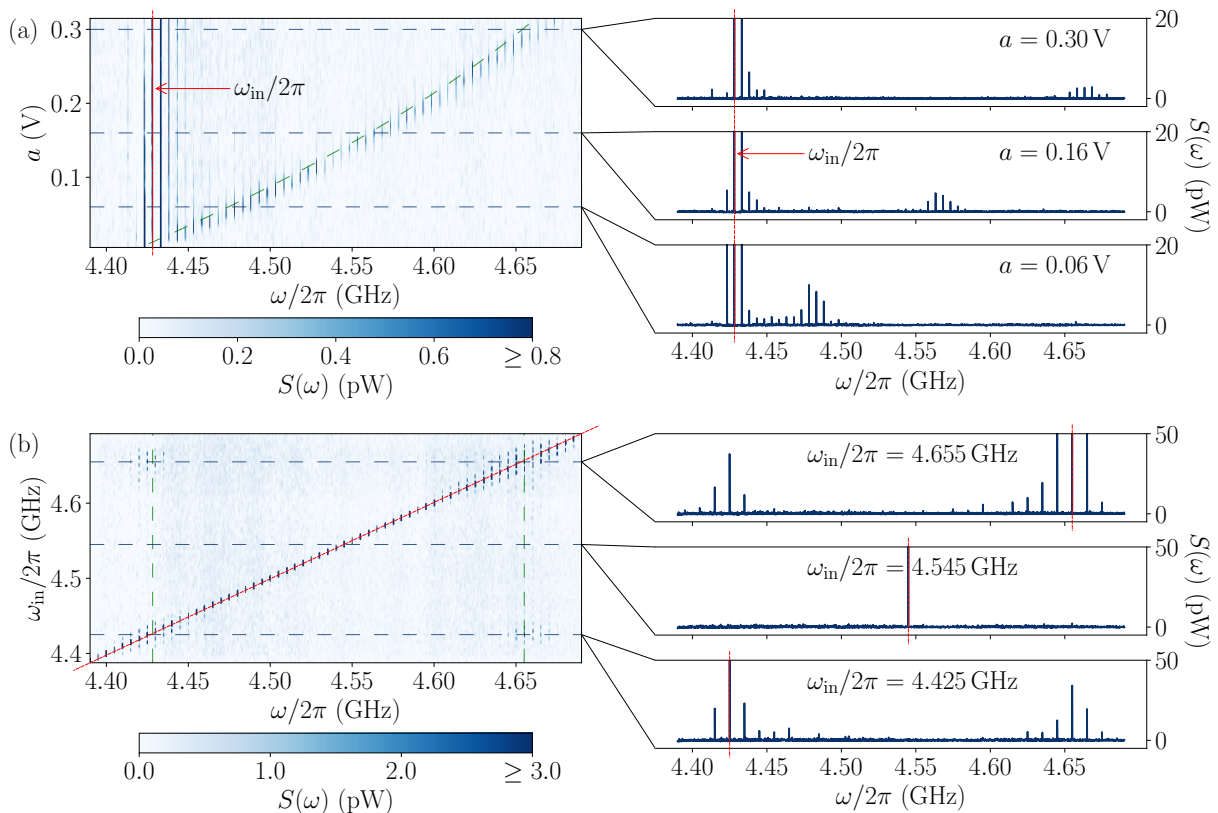 (a)
0.3
0.2
0.1
a (V)
ω_in/2π
4.40 4.45 4.50 4.55 4.60 4.65
ω/2π (GHz)
0.0 0.2 0.4 0.6 ≥ 0.8
S(ω) (pW)
a = 0.30 V
20
0
ω_in/2π
a = 0.16 V
20
0
S(ω) (pW)
a = 0.06 V
20
0
4.40 4.45 4.50 4.55 4.60 4.65
ω/2π (GHz)
(b)
4.6
4.5
4.4
ω_in/2π (GHz)
4.40 4.45 4.50 4.55 4.60 4.65
ω/2π (GHz)
0.0 1.0 2.0 ≥ 3.0
S(ω) (pW)
ω_in/2π = 4.655 GHz
50
0
ω_in/2π = 4.545 GHz
50
0
S(ω) (pW)
ω_in/2π = 4.425 GHz
50
0
4.40 4.45 4.50 4.55 4.60 4.65
ω/2π (GHz)